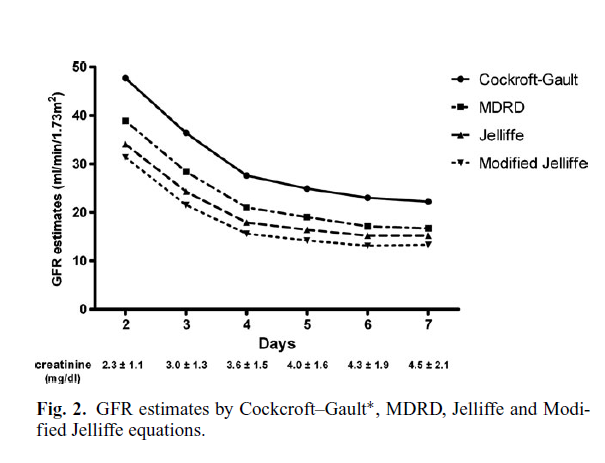 50
40
30
20
10
0
GFR estimates (ml/min/1.73m²)
Cockroft-Gault
MDRD
Jelliffe
Modified Jelliffe
2 3 4 5 6 7
Days
creatinine 2.3 ± 1.1 3.0 ± 1.3 3.6 ± 1.5 4.0 ± 1.6 4.3 ± 1.9 4.5 ± 2.1
(mg/dl)
Fig. 2. GFR estimates by Cockcroft–Gault*, MDRD, Jelliffe and Modi-
fied Jelliffe equations.